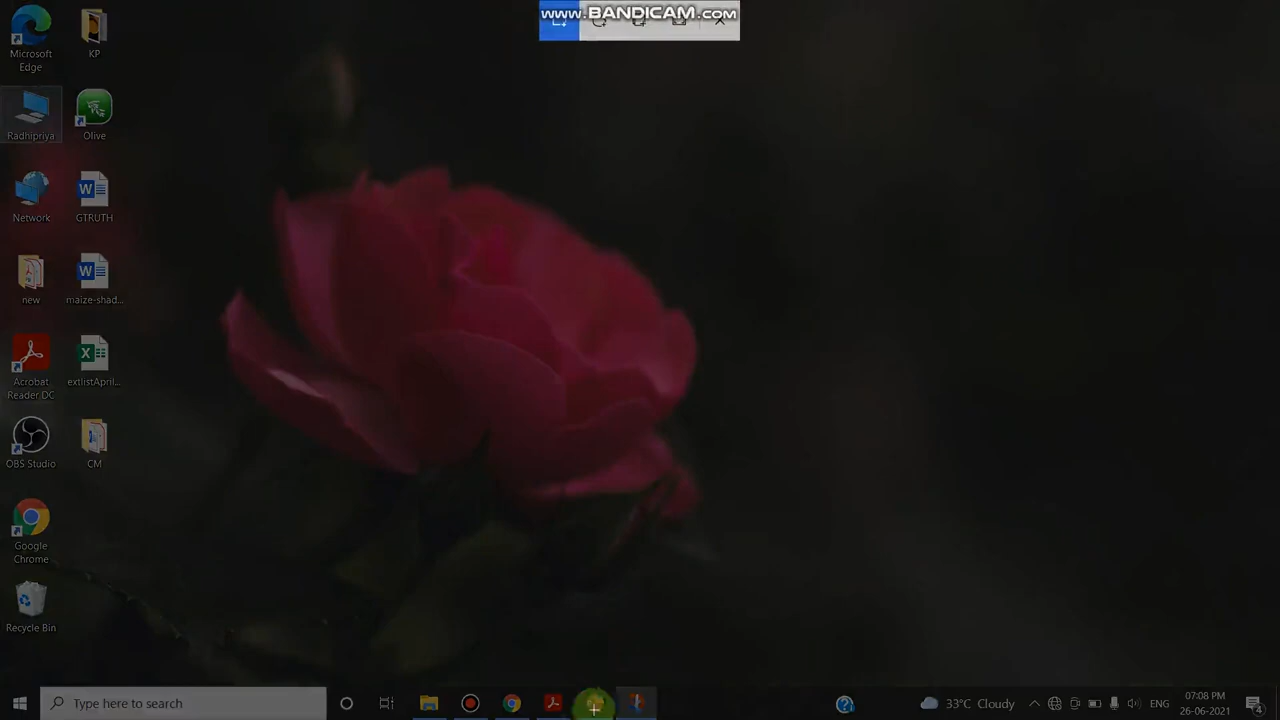 www.BANDICAM.com
Microsoft
Edge
KP
Radhipriya
Olive
Network
GTRUTH
new
maize-shad...
Acrobat
Reader DC
extlistApril...
OBS Studio
CM
Google
Chrome
Recycle Bin
Type here to search
33°C Cloudy
ENG
07:08 PM
26-06-2021
4